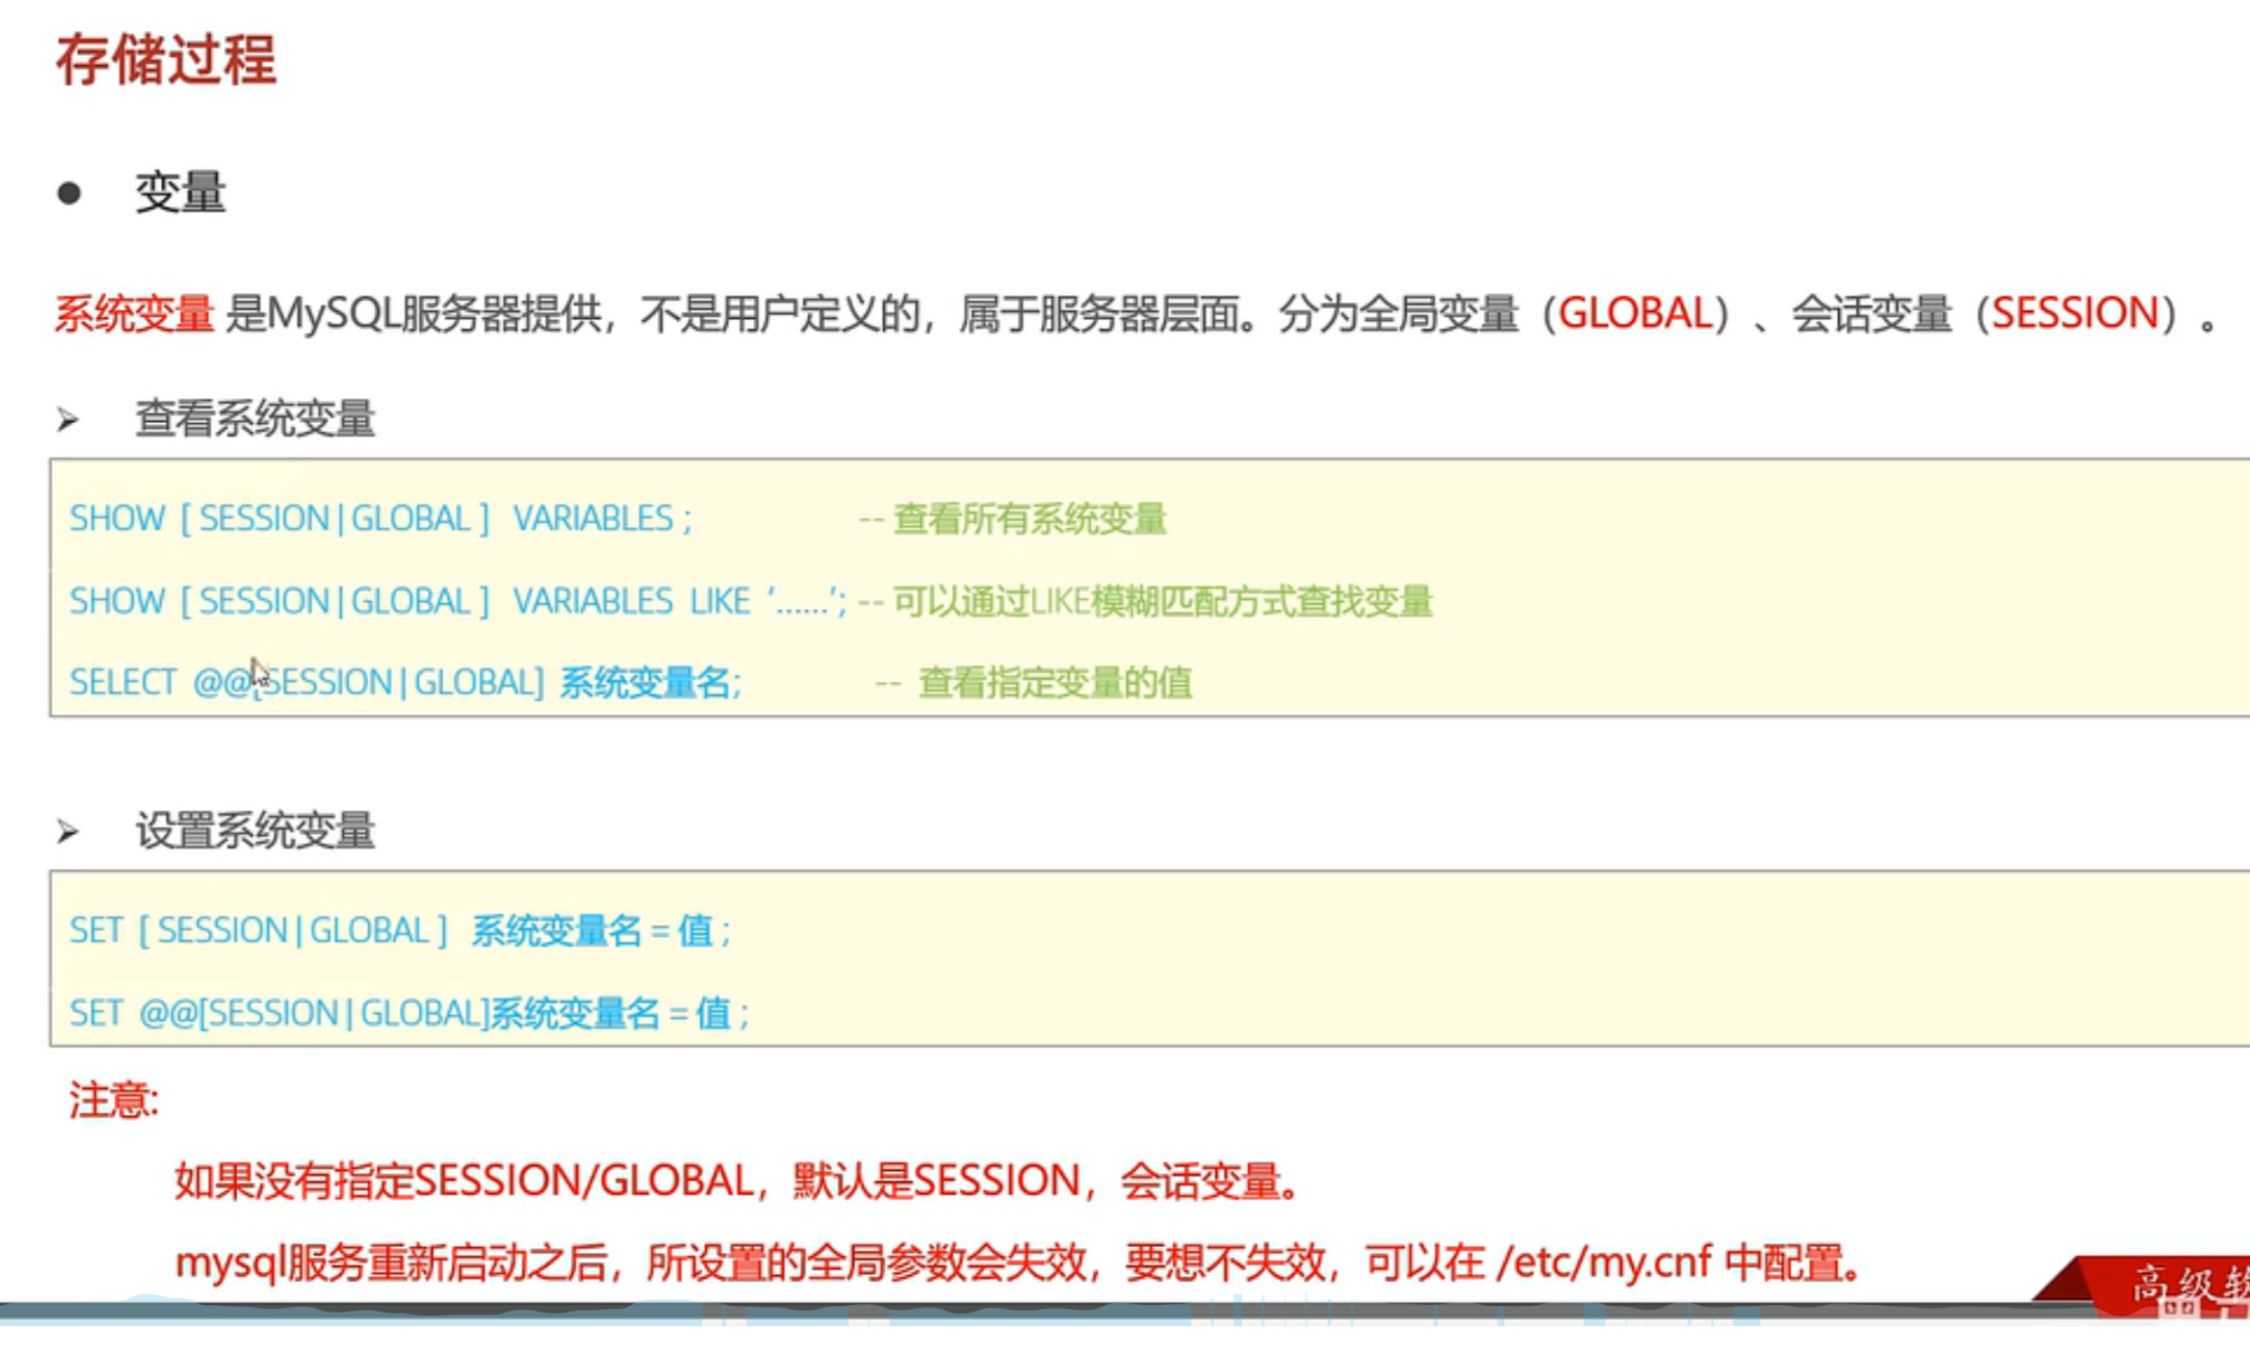 存储过程
● 变量
系统变量 是MySQL服务器提供，不是用户定义的，属于服务器层面。分为全局变量（GLOBAL）、会话变量（SESSION）。
➢ 查看系统变量
SHOW [ SESSION | GLOBAL ] VARIABLES ; -- 查看所有系统变量
SHOW [ SESSION | GLOBAL ] VARIABLES LIKE '......'; -- 可以通过LIKE模糊匹配方式查找变量
SELECT @@[SESSION | GLOBAL] 系统变量名; -- 查看指定变量的值
➢ 设置系统变量
SET [ SESSION | GLOBAL ] 系统变量名 = 值 ;
SET @@[SESSION | GLOBAL]系统变量名 = 值 ;
注意:
如果没有指定SESSION/GLOBAL，默认是SESSION，会话变量。
mysql服务重新启动之后，所设置的全局参数会失效，要想不失效，可以在 /etc/my.cnf 中配置。
高级软